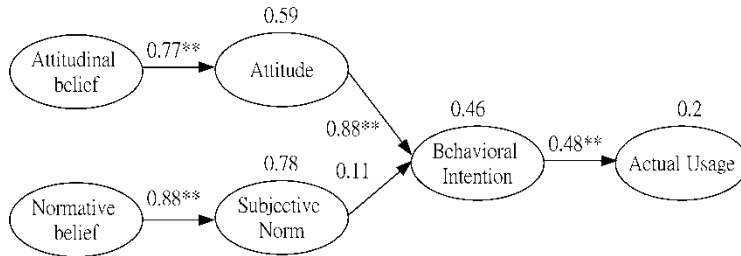 0.59
0.77**
Attitudinal
belief
Attitude
0.88**
0.46
0.48**
0.2
Behavioral
Intention
Actual Usage
0.78
0.11
0.88**
Normative
belief
Subjective
Norm